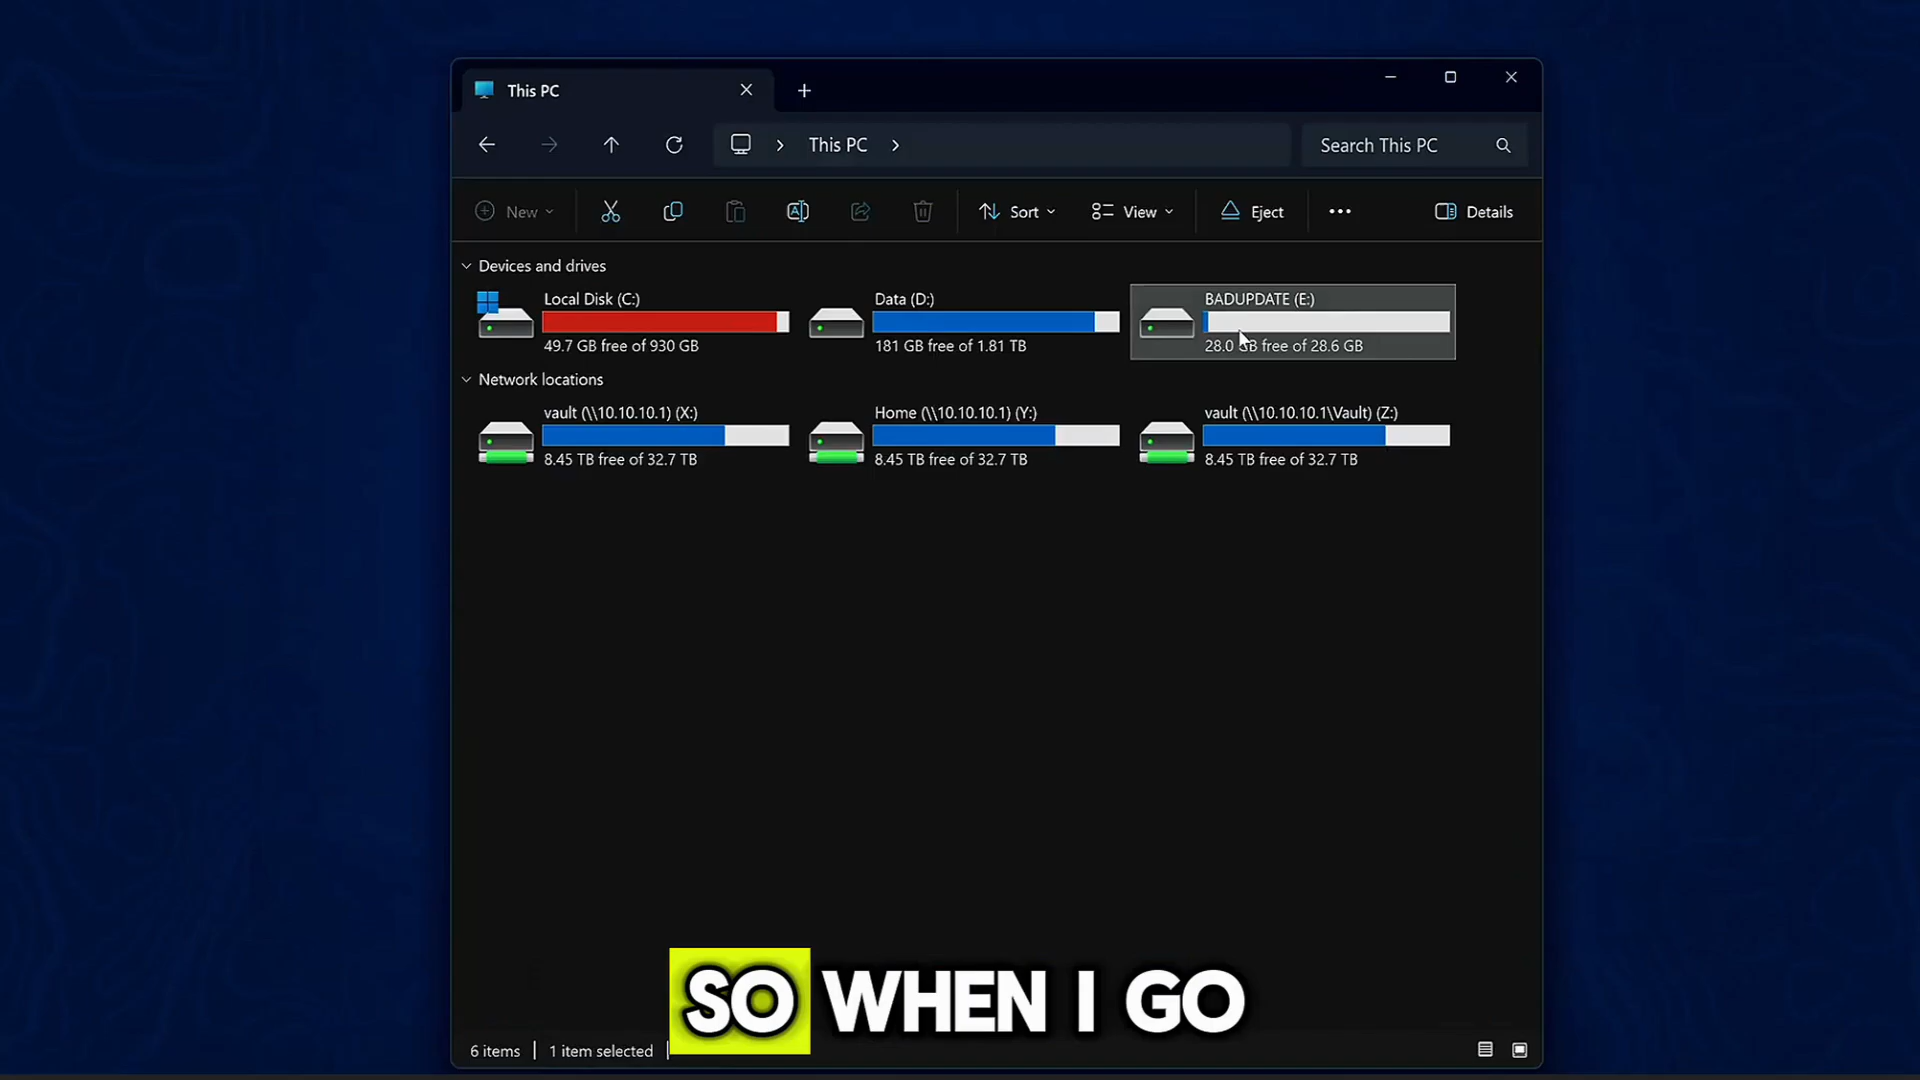 This PC
This PC
Search This PC
New
Sort
View
Eject
Details
Devices and drives
Local Disk (C:)
49.7 GB free of 930 GB
Data (D:)
181 GB free of 1.81 TB
BADUPDATE (E:)
28.0 GB free of 28.6 GB
Network locations
vault (\\10.10.10.1) (X:)
8.45 TB free of 32.7 TB
Home (\\10.10.10.1) (Y:)
8.45 TB free of 32.7 TB
vault (\\10.10.10.1\Vault) (Z:)
8.45 TB free of 32.7 TB
SO WHEN I GO
6 items
1 item selected